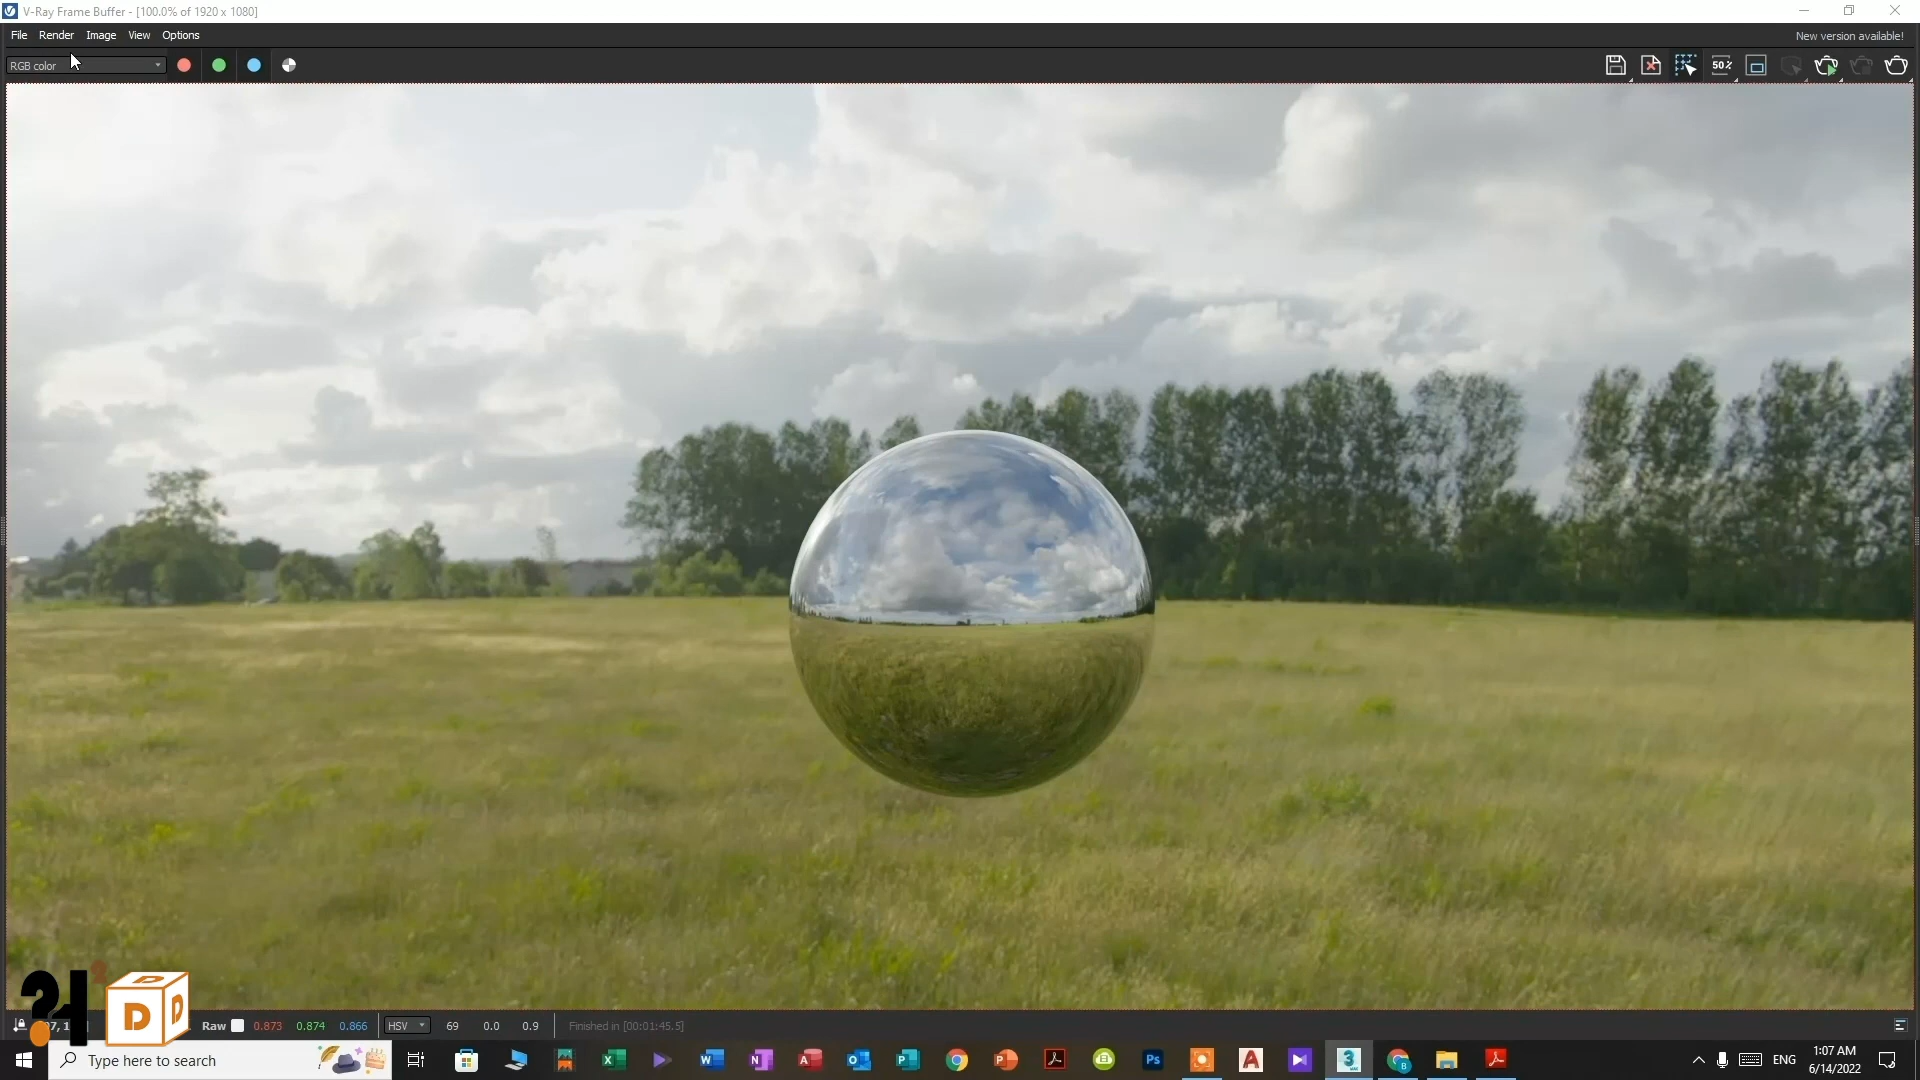 V-Ray Frame Buffer - [100.0% of 1920 x 1080]
File Render Image View Options
New version available!
RGB color
50%
D D D
Raw 0.873 0.874 0.866 HSV 69 0.0 0.9 Finished in [00:01:45.5]
Type here to search
ENG
1:07 AM
6/14/2022